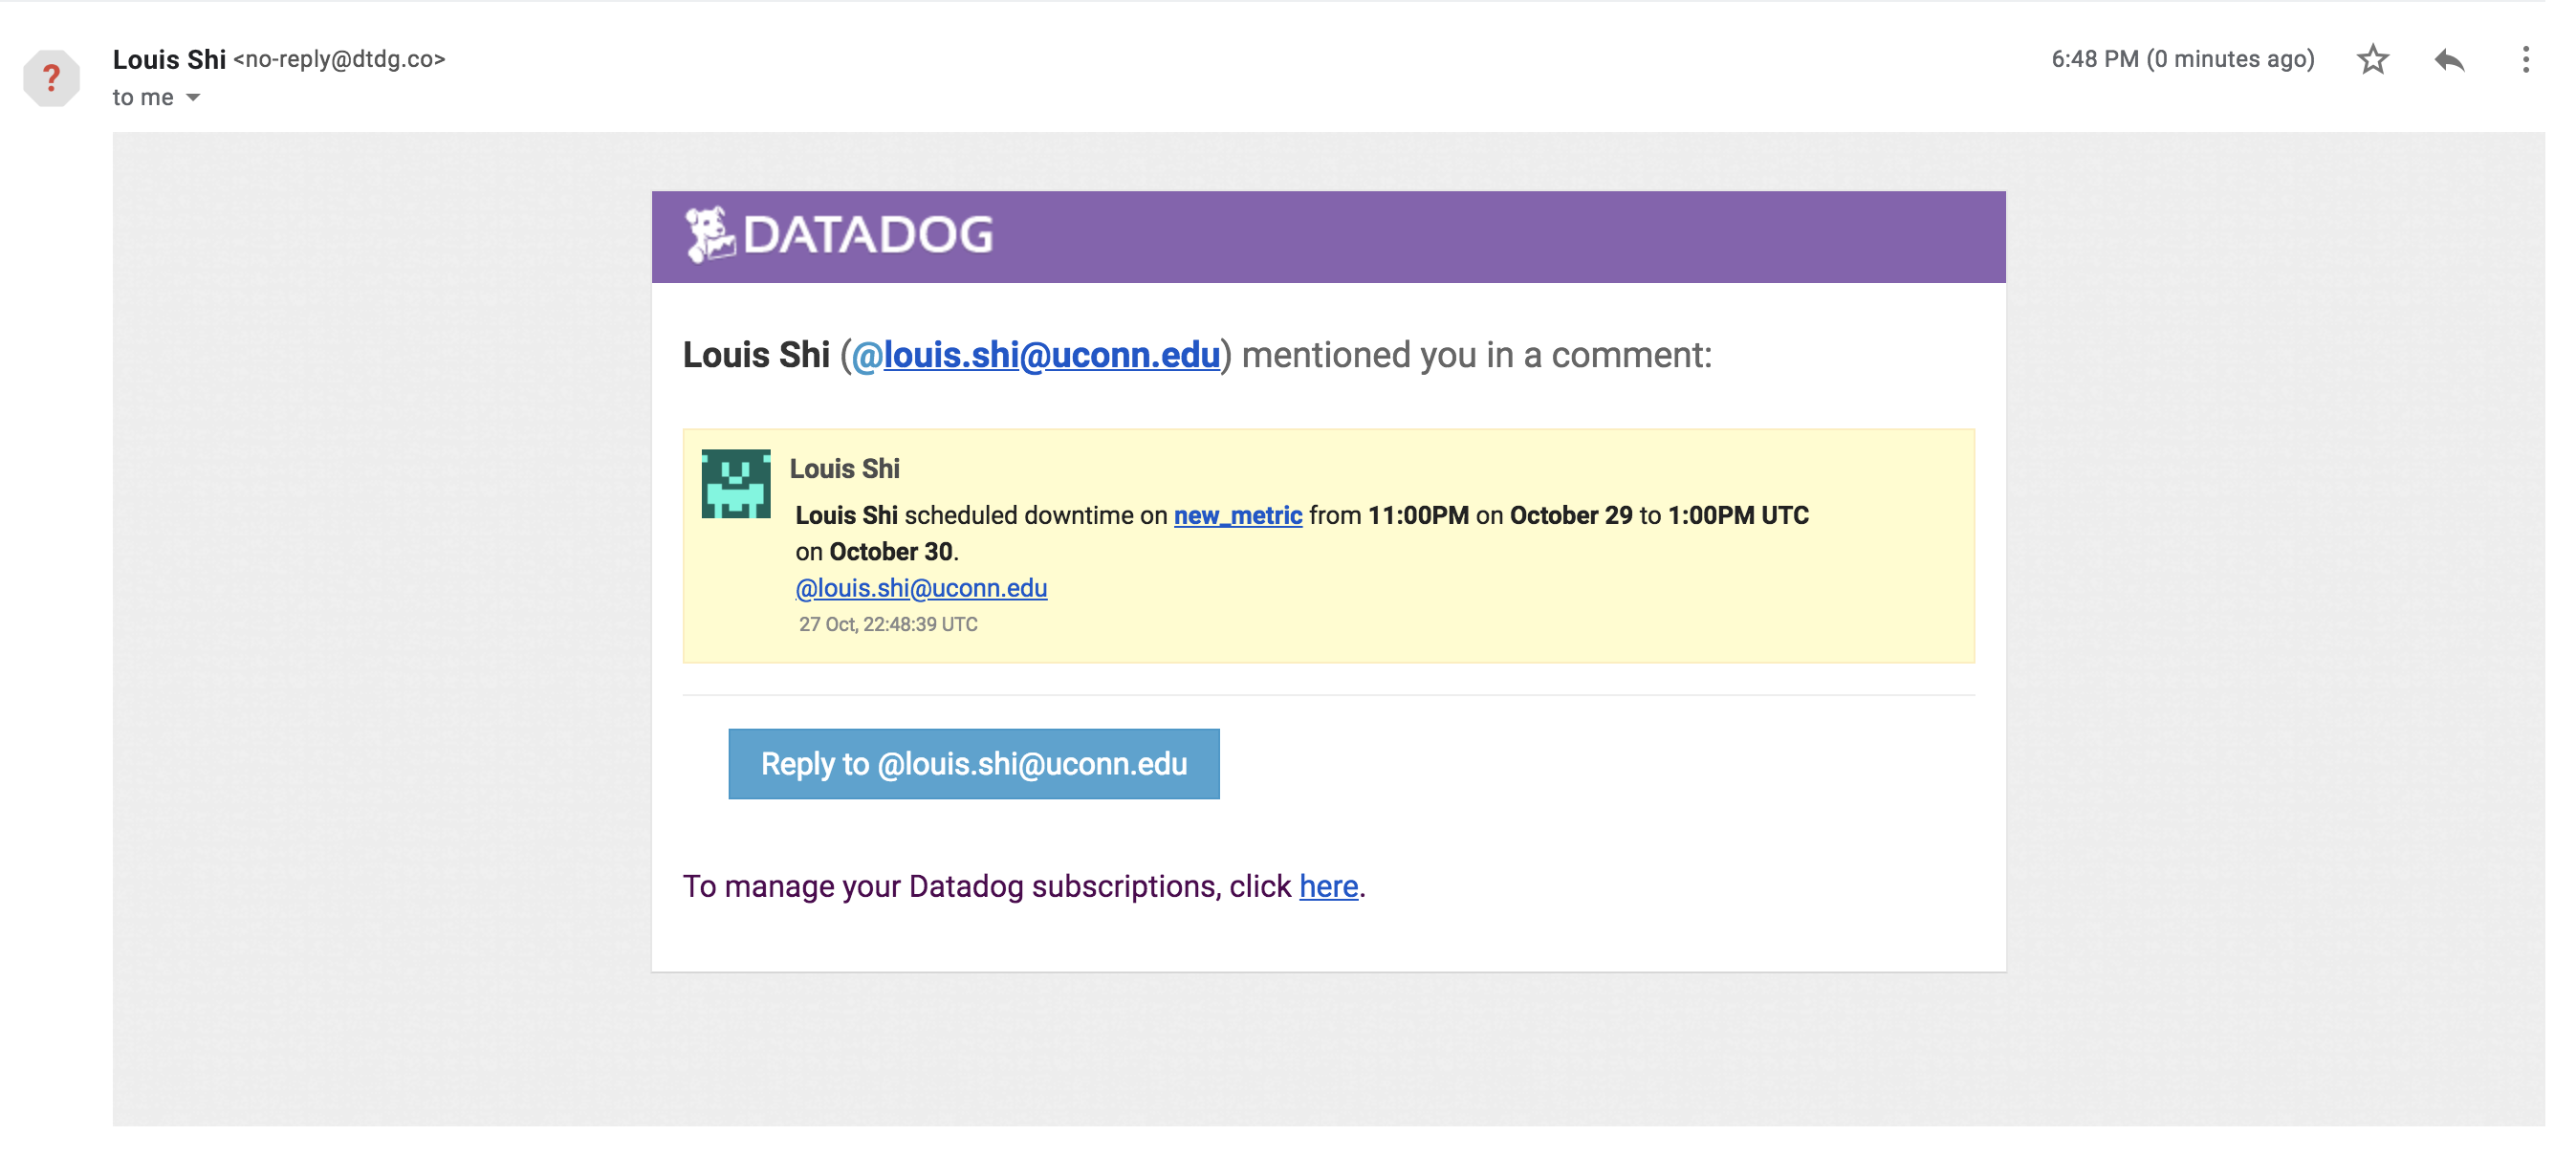 ?
Louis Shi <no-reply@dtdg.co>
6:48 PM (0 minutes ago)
to me
DATADOG
Louis Shi (@louis.shi@uconn.edu) mentioned you in a comment:
Louis Shi
Louis Shi scheduled downtime on new_metric from 11:00PM on October 29 to 1:00PM UTC
on October 30.
@louis.shi@uconn.edu
27 Oct, 22:48:39 UTC
Reply to @louis.shi@uconn.edu
To manage your Datadog subscriptions, click here.